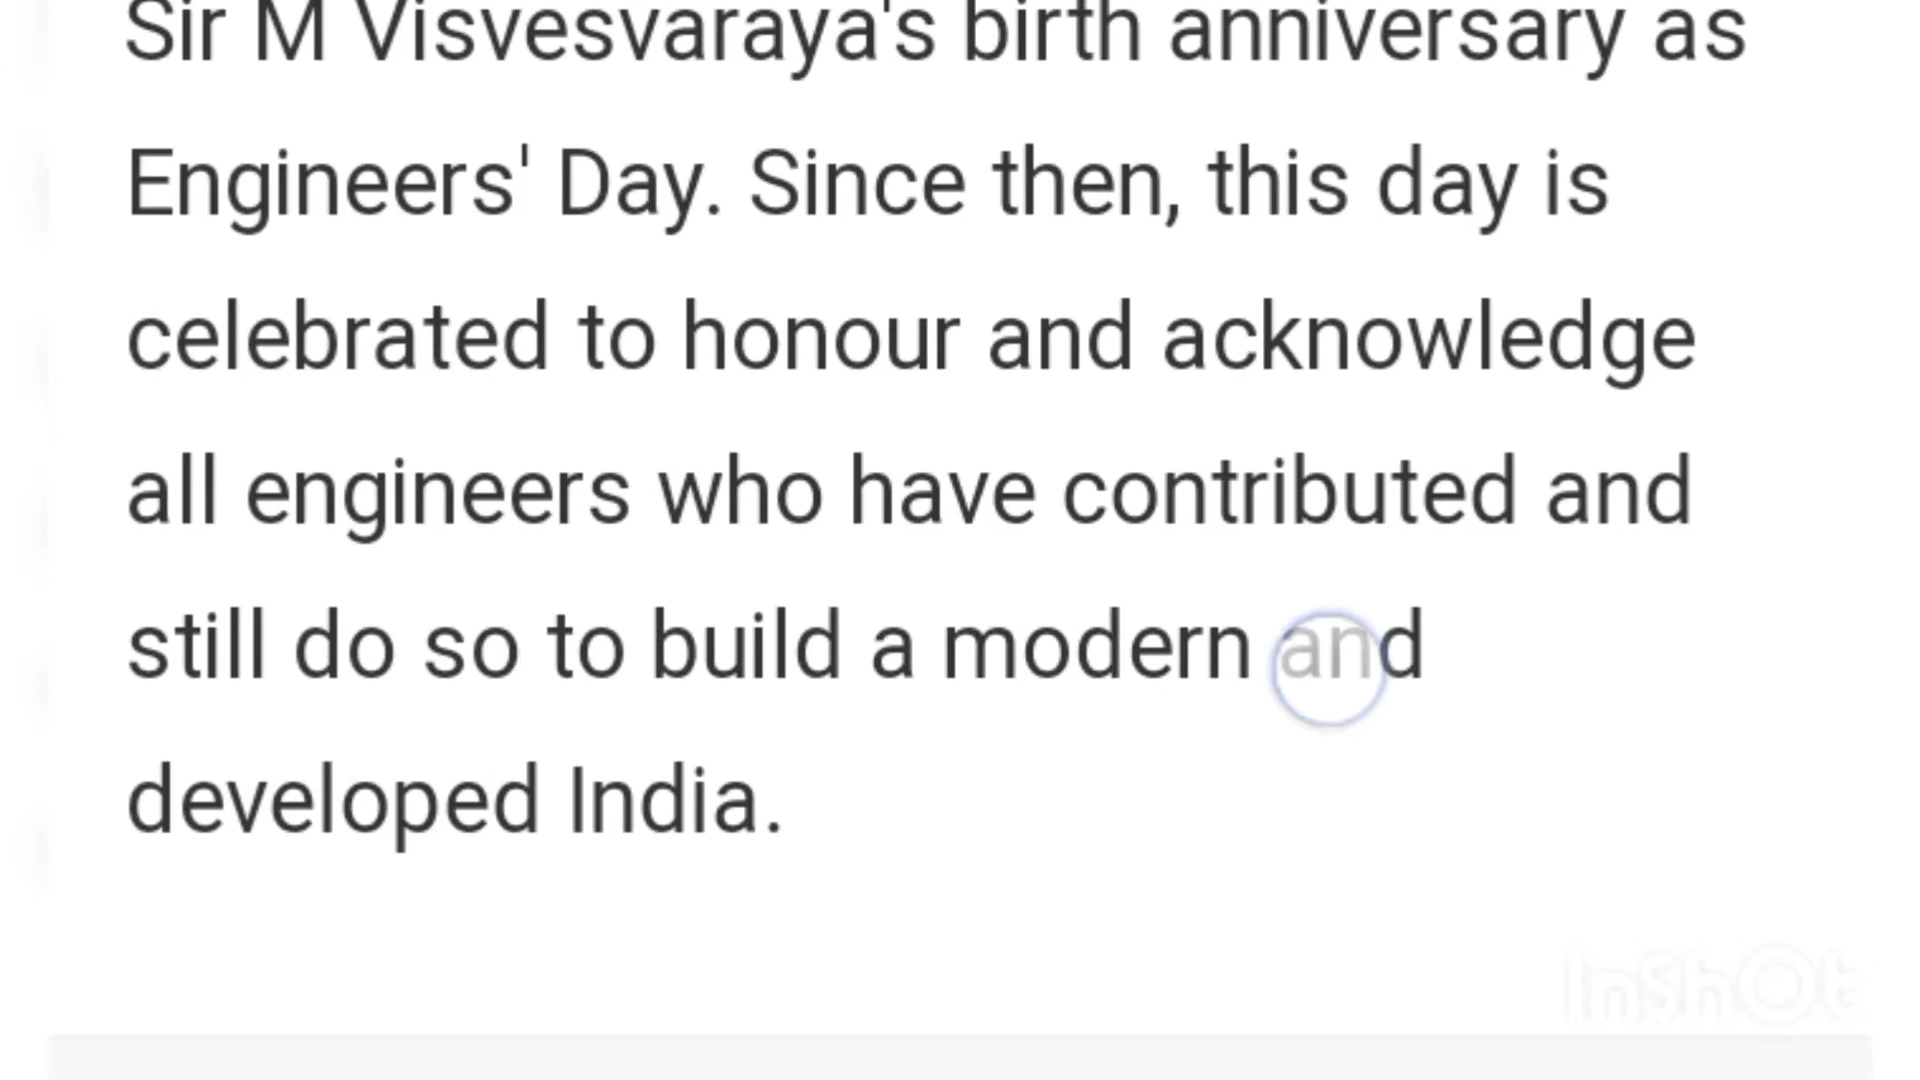 Sir M Visvesvaraya's birth anniversary as
Engineers' Day. Since then, this day is
celebrated to honour and acknowledge
all engineers who have contributed and
still do so to build a modern and
developed India.
InShOt